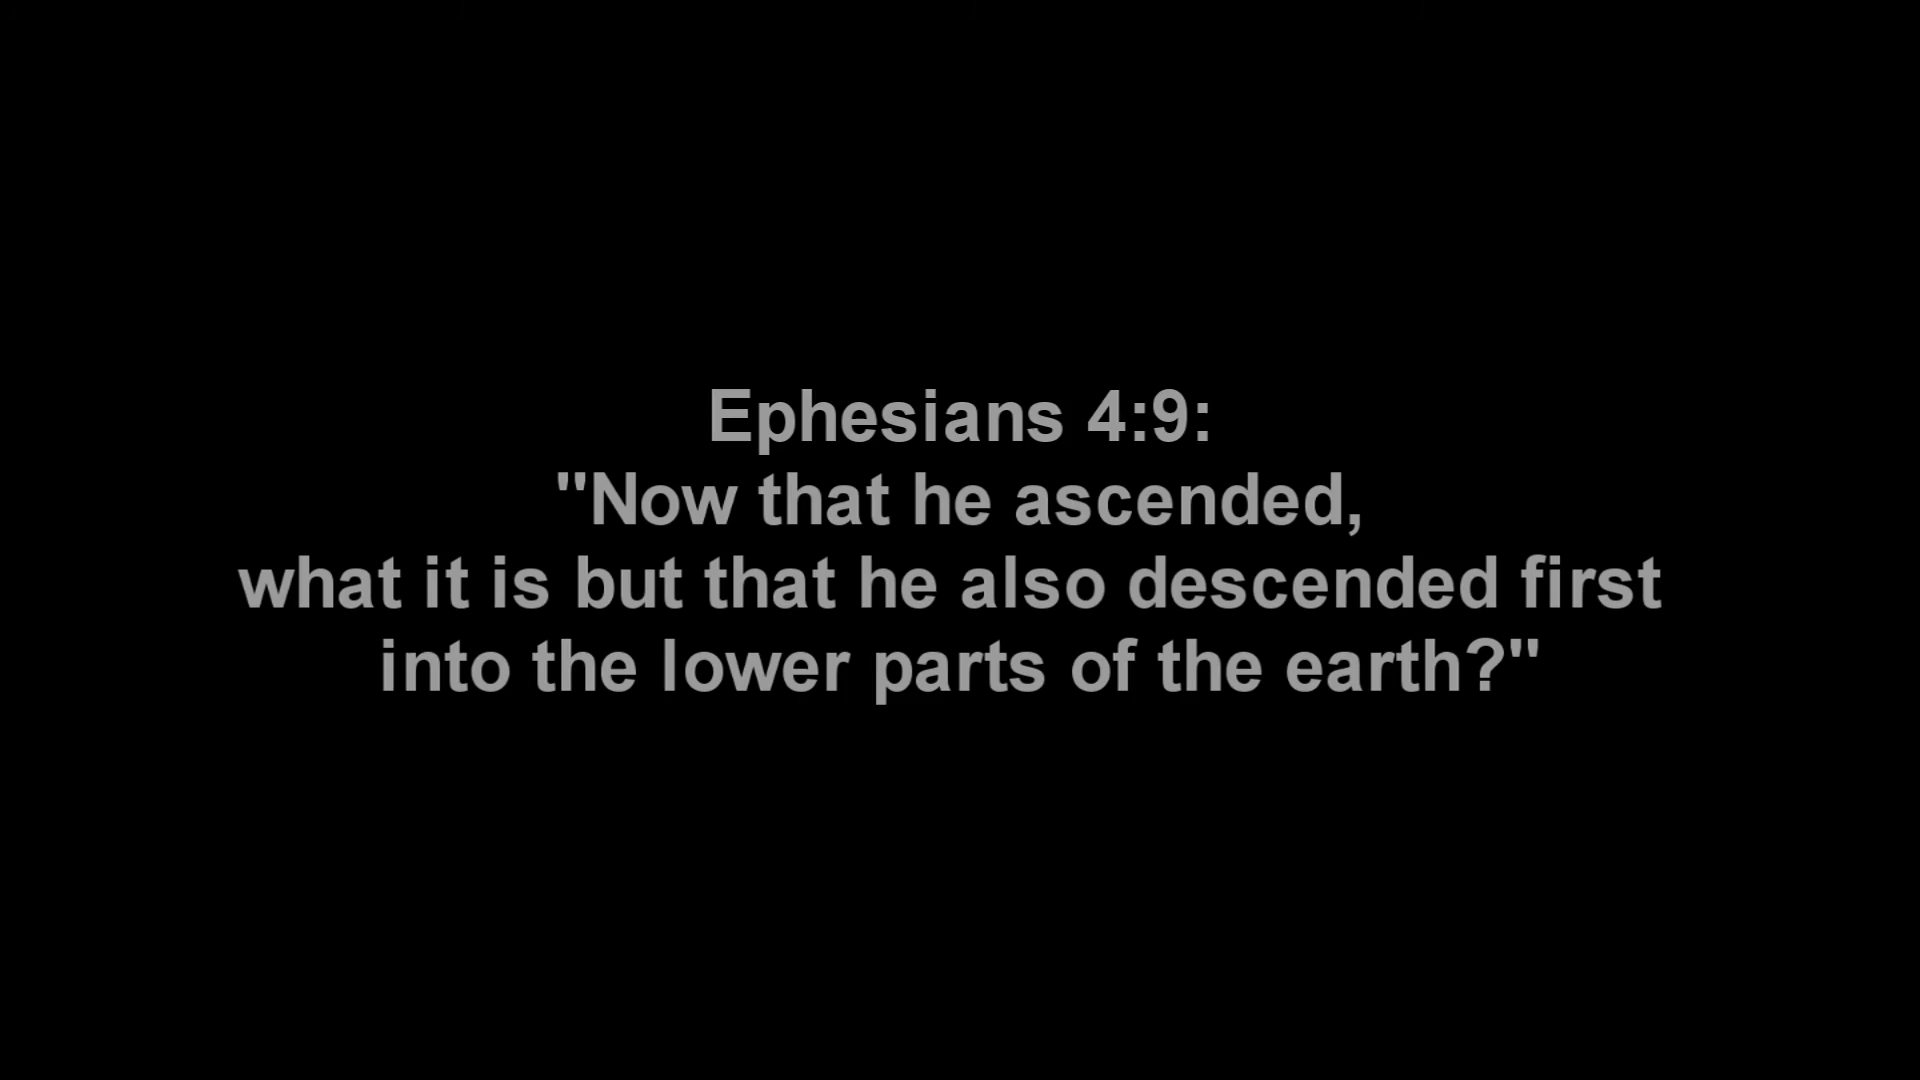 Ephesians 4:9:
"Now that he ascended,
what it is but that he also descended first
into the lower parts of the earth?"